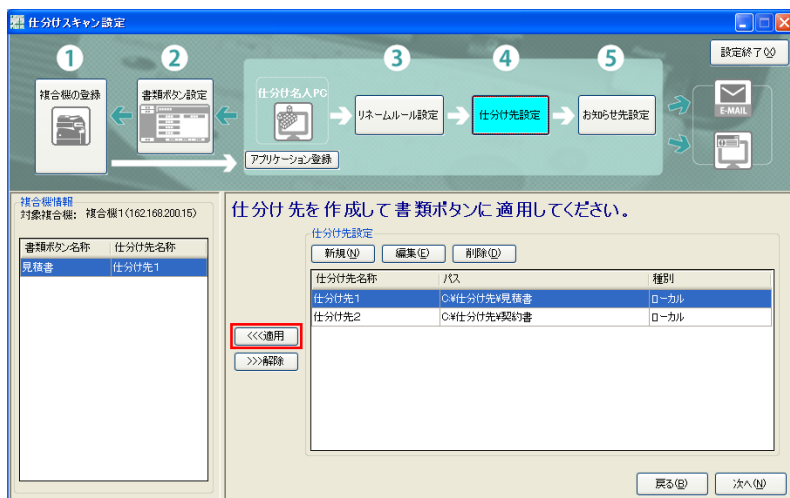 仕分けスキャン設定
1
2
3
4
5
設定終了(X)
複合機の登録
書類ボタン設定
仕分け名人PC
リネームルール設定
仕分け先設定
お知らせ先設定
E-MAIL
アプリケーション登録
複合機情報
対象複合機: 複合機1(162.168.200.15)
書類ボタン名称 仕分け先名称
見積書 仕分け先1
仕分け先を作成して書類ボタンに適用してください。
仕分け先設定
新規(N) 編集(E) 削除(D)
仕分け先名称 パス 種別
仕分け先1 C:¥仕分け先¥見積書 ローカル
仕分け先2 C:¥仕分け先¥契約書 ローカル
<<<適用
>>>解除
戻る(B) 次へ(N)